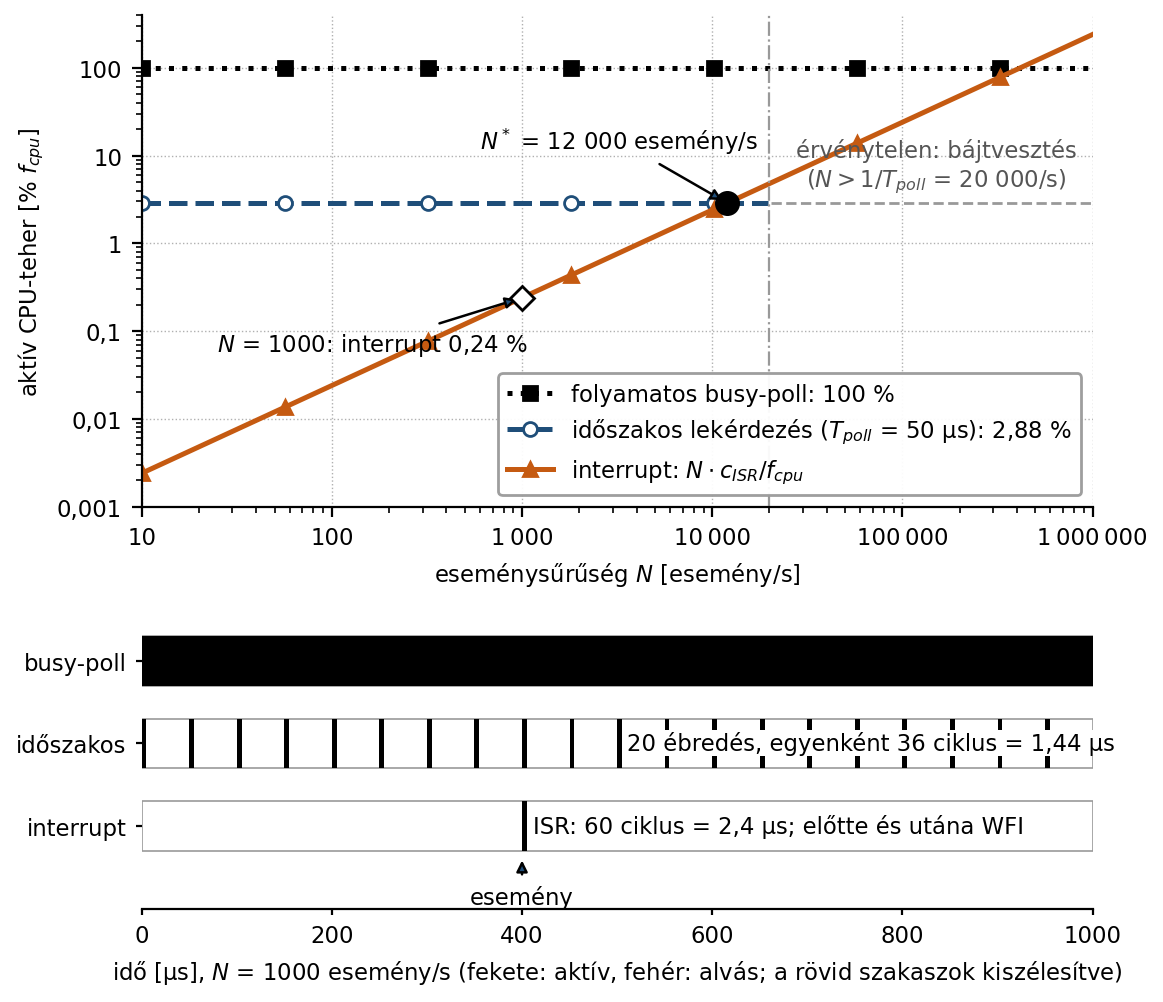 aktív CPU-teher [% f_cpu]
100
10
1
0,1
0,01
0,001
N* = 12 000 esemény/s
érvénytelen: bájtvesztés
(N > 1/T_poll = 20 000/s)
N = 1000: interrupt 0,24 %
folyamatos busy-poll: 100 %
időszakos lekérdezés (T_poll = 50 µs): 2,88 %
interrupt: N · c_ISR/f_cpu
10
100
1 000
10 000
100 000
1 000 000
eseménysűrűség N [esemény/s]
busy-poll
időszakos
20 ébredés, egyenként 36 ciklus = 1,44 µs
interrupt
ISR: 60 ciklus = 2,4 µs; előtte és utána WFI
esemény
0
200
400
600
800
1000
idő [µs], N = 1000 esemény/s (fekete: aktív, fehér: alvás; a rövid szakaszok kiszélesítve)